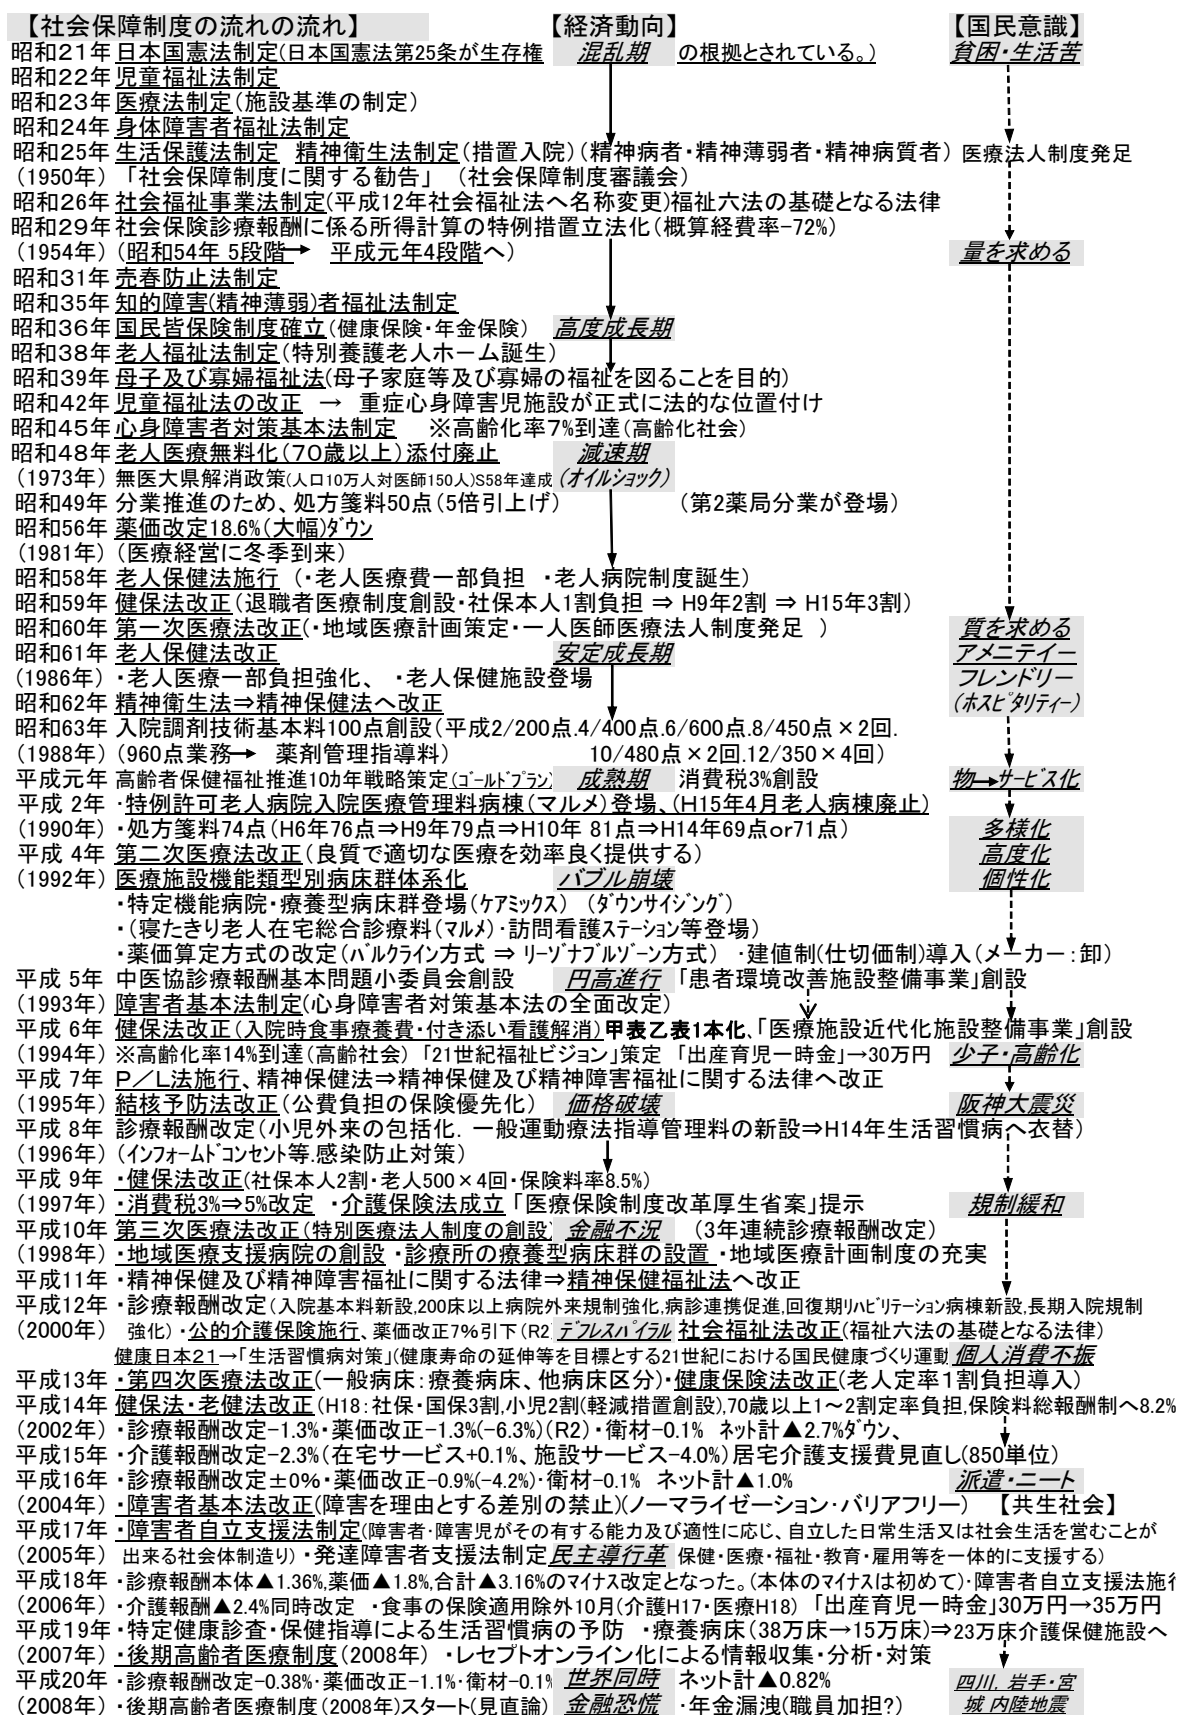 【社会保障制度の流れの流れ】 【経済動向】 【国民意識】
昭和21年 日本国憲法制定(日本国憲法第25条が生存権 混乱期 の根拠とされている。) 貧困・生活苦
昭和22年 児童福祉法制定
昭和23年 医療法制定(施設基準の制定)
昭和24年 身体障害者福祉法制定
昭和25年 生活保護法制定 精神衛生法制定(措置入院)(精神病者・精神薄弱者・精神病質者) 医療法人制度発足
(1950年) 「社会保障制度に関する勧告」 (社会保障制度審議会)
昭和26年 社会福祉事業法制定(平成12年社会福祉法へ名称変更)福祉六法の基礎となる法律
昭和29年 社会保険診療報酬に係る所得計算の特例措置立法化(概算経費率-72%)
(1954年) (昭和54年 5段階→ 平成元年4段階へ) 量を求める
昭和31年 売春防止法制定
昭和35年 知的障害(精神薄弱)者福祉法制定
昭和36年 国民皆保険制度確立(健康保険・年金保険) 高度成長期
昭和38年 老人福祉法制定(特別養護老人ホーム誕生)
昭和39年 母子及び寡婦福祉法(母子家庭等及び寡婦の福祉を図ることを目的)
昭和42年 児童福祉法の改正 → 重症心身障害児施設が正式に法的な位置付け
昭和45年 心身障害者対策基本法制定 ※高齢化率7%到達(高齢化社会)
昭和48年 老人医療無料化(70歳以上)添付廃止 減速期
(1973年) 無医大県解消政策(人口10万人対医師150人)S58年達成 (オイルショック)
昭和49年 分業推進のため、処方箋料50点(5倍引上げ) (第2薬局分業が登場)
昭和56年 薬価改定18.6%(大幅)ダウン
(1981年) (医療経営に冬季到来)
昭和58年 老人保健法施行 (・老人医療費一部負担 ・老人病院制度誕生)
昭和59年 健保法改正(退職者医療制度創設・社保本人1割負担 ⇒ H9年2割 ⇒ H15年3割)
昭和60年 第一次医療法改正(・地域医療計画策定・一人医師医療法人制度発足 ) 質を求める
昭和61年 老人保健法改正 安定成長期 アメニテイー
(1986年) ・老人医療一部負担強化、 ・老人保健施設登場 フレンドリー
昭和62年 精神衛生法⇒精神保健法へ改正 (ホスピタリティー)
昭和63年 入院調剤技術基本料100点創設(平成2/200点.4/400点.6/600点.8/450点×2回.
(1988年) (960点業務→ 薬剤管理指導料) 10/480点×2回.12/350×4回)
平成元年 高齢者保健福祉推進10カ年戦略策定(ゴールドプラン) 成熟期 消費税3%創設 物→サービス化
平成 2年 ・特例許可老人病院入院医療管理料病棟(マルメ)登場、(H15年4月老人病棟廃止)
(1990年) ・処方箋料74点(H6年76点⇒H9年79点⇒H10年 81点⇒H14年69点or71点) 多様化
平成 4年 第二次医療法改正(良質で適切な医療を効率良く提供する) 高度化
(1992年) 医療施設機能類型別病床群体系化 バブル崩壊 個性化
・特定機能病院・療養型病床群登場(ケアミックス) (ダウンサイジング)
・(寝たきり老人在宅総合診療料(マルメ)・訪問看護ステーション等登場)
・薬価算定方式の改定(バルクライン方式 ⇒ リーゾナブルゾーン方式) ・建値制(仕切価制)導入(メーカー:卸)
平成 5年 中医協診療報酬基本問題小委員会創設 円高進行 「患者環境改善施設整備事業」創設
(1993年) 障害者基本法制定(心身障害者対策基本法の全面改定)
平成 6年 健保法改正(入院時食事療養費・付き添い看護解消)甲表乙表1本化、「医療施設近代化施設整備事業」創設
(1994年) ※高齢化率14%到達(高齢社会) 「21世紀福祉ビジョン」策定 「出産育児一時金」→30万円 少子・高齢化
平成 7年 P/L法施行、精神保健法⇒精神保健及び精神障害福祉に関する法律へ改正
(1995年) 結核予防法改正(公費負担の保険優先化) 価格破壊 阪神大震災
平成 8年 診療報酬改定(小児外来の包括化. 一般運動療法指導管理料の新設⇒H14年生活習慣病へ衣替)
(1996年) (インフォームドコンセント等.感染防止対策)
平成 9年 ・健保法改正(社保本人2割・老人500×4回・保険料率8.5%)
(1997年) ・消費税3%⇒5%改定 ・介護保険法成立 「医療保険制度改革厚生省案」提示 規制緩和
平成10年 第三次医療法改正(特別医療法人制度の創設) 金融不況 (3年連続診療報酬改定)
(1998年) ・地域医療支援病院の創設 ・診療所の療養型病床群の設置 ・地域医療計画制度の充実
平成11年 ・精神保健及び精神障害福祉に関する法律⇒精神保健福祉法へ改正
平成12年 ・診療報酬改定(入院基本料新設,200床以上病院外来規制強化,病診連携促進,回復期リハビリテーション病棟新設,長期入院規制
(2000年) 強化) ・公的介護保険施行、薬価改正7%引下(R2) デフレスパイラル 社会福祉法改正(福祉六法の基礎となる法律)
健康日本21→「生活習慣病対策」(健康寿命の延伸等を目標とする21世紀における国民健康づくり運動 個人消費不振
平成13年 ・第四次医療法改正(一般病床:療養病床、他病床区分)・健康保険法改正(老人定率1割負担導入)
平成14年 健保法・老健法改正(H18:社保・国保3割,小児2割(軽減措置創設),70歳以上1~2割定率負担,保険料総報酬制へ8.2%
(2002年) ・診療報酬改定-1.3%・薬価改正-1.3%(-6.3%)(R2)・衛材-0.1% ネット計▲2.7%ダウン、
平成15年 ・介護報酬改定-2.3%(在宅サービス+0.1%、施設サービス-4.0%)居宅介護支援費見直し(850単位)
平成16年 ・診療報酬改定±0%・薬価改正-0.9%(-4.2%)・衛材-0.1% ネット計▲1.0% 派遣・ニート
(2004年) ・障害者基本法改正(障害を理由とする差別の禁止)(ノーマライゼーション・バリアフリー) 【共生社会】
平成17年 ・障害者自立支援法制定(障害者・障害児がその有する能力及び適性に応じ、自立した日常生活又は社会生活を営むことが
(2005年) 出来る社会体制造り) ・発達障害者支援法制定 民主導行革 保健・医療・福祉・教育・雇用等を一体的に支援する)
平成18年 ・診療報酬本体▲1.36%,薬価▲1.8%,合計▲3.16%のマイナス改定となった。(本体のマイナスは初めて)・障害者自立支援法施行
(2006年) ・介護報酬▲2.4%同時改定 ・食事の保険適用除外10月(介護H17・医療H18) 「出産育児一時金」30万円→35万円
平成19年 ・特定健康診査・保健指導による生活習慣病の予防 ・療養病床(38万床→15万床)⇒23万床介護保健施設へ
(2007年) ・後期高齢者医療制度(2008年) ・レセプトオンライン化による情報収集・分析・対策
平成20年 ・診療報酬改定-0.38%・薬価改正-1.1%・衛材-0.1% 世界同時 ネット計▲0.82% 四川, 岩手・宮
(2008年) ・後期高齢者医療制度(2008年)スタート(見直論) 金融恐慌 ・年金漏洩(職員加担?) 城 内陸地震